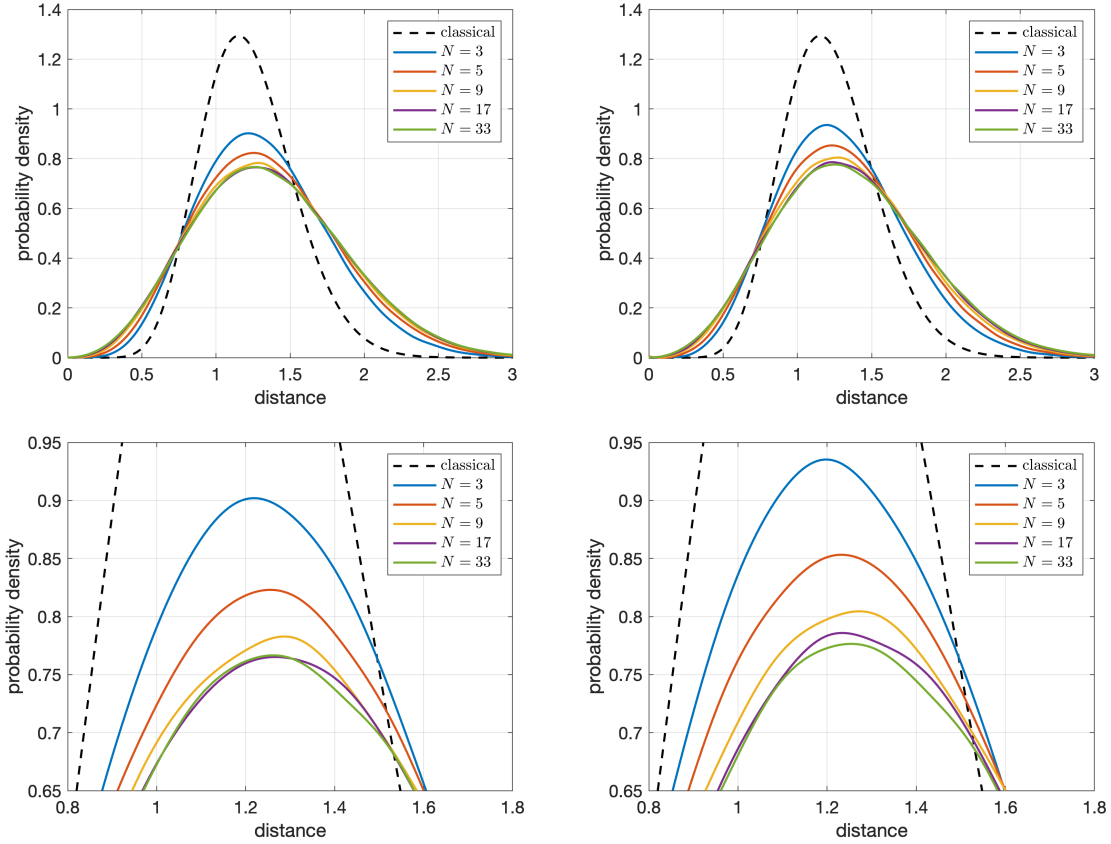 1.4
1.2
1
0.8
0.6
0.4
0.2
0
probability density
0 0.5 1 1.5 2 2.5 3
distance
classical
N = 3
N = 5
N = 9
N = 17
N = 33
1.4
1.2
1
0.8
0.6
0.4
0.2
0
probability density
0 0.5 1 1.5 2 2.5 3
distance
classical
N = 3
N = 5
N = 9
N = 17
N = 33
0.95
0.9
0.85
0.8
0.75
0.7
0.65
probability density
0.8 1 1.2 1.4 1.6 1.8
distance
classical
N = 3
N = 5
N = 9
N = 17
N = 33
0.95
0.9
0.85
0.8
0.75
0.7
0.65
probability density
0.8 1 1.2 1.4 1.6 1.8
distance
classical
N = 3
N = 5
N = 9
N = 17
N = 33